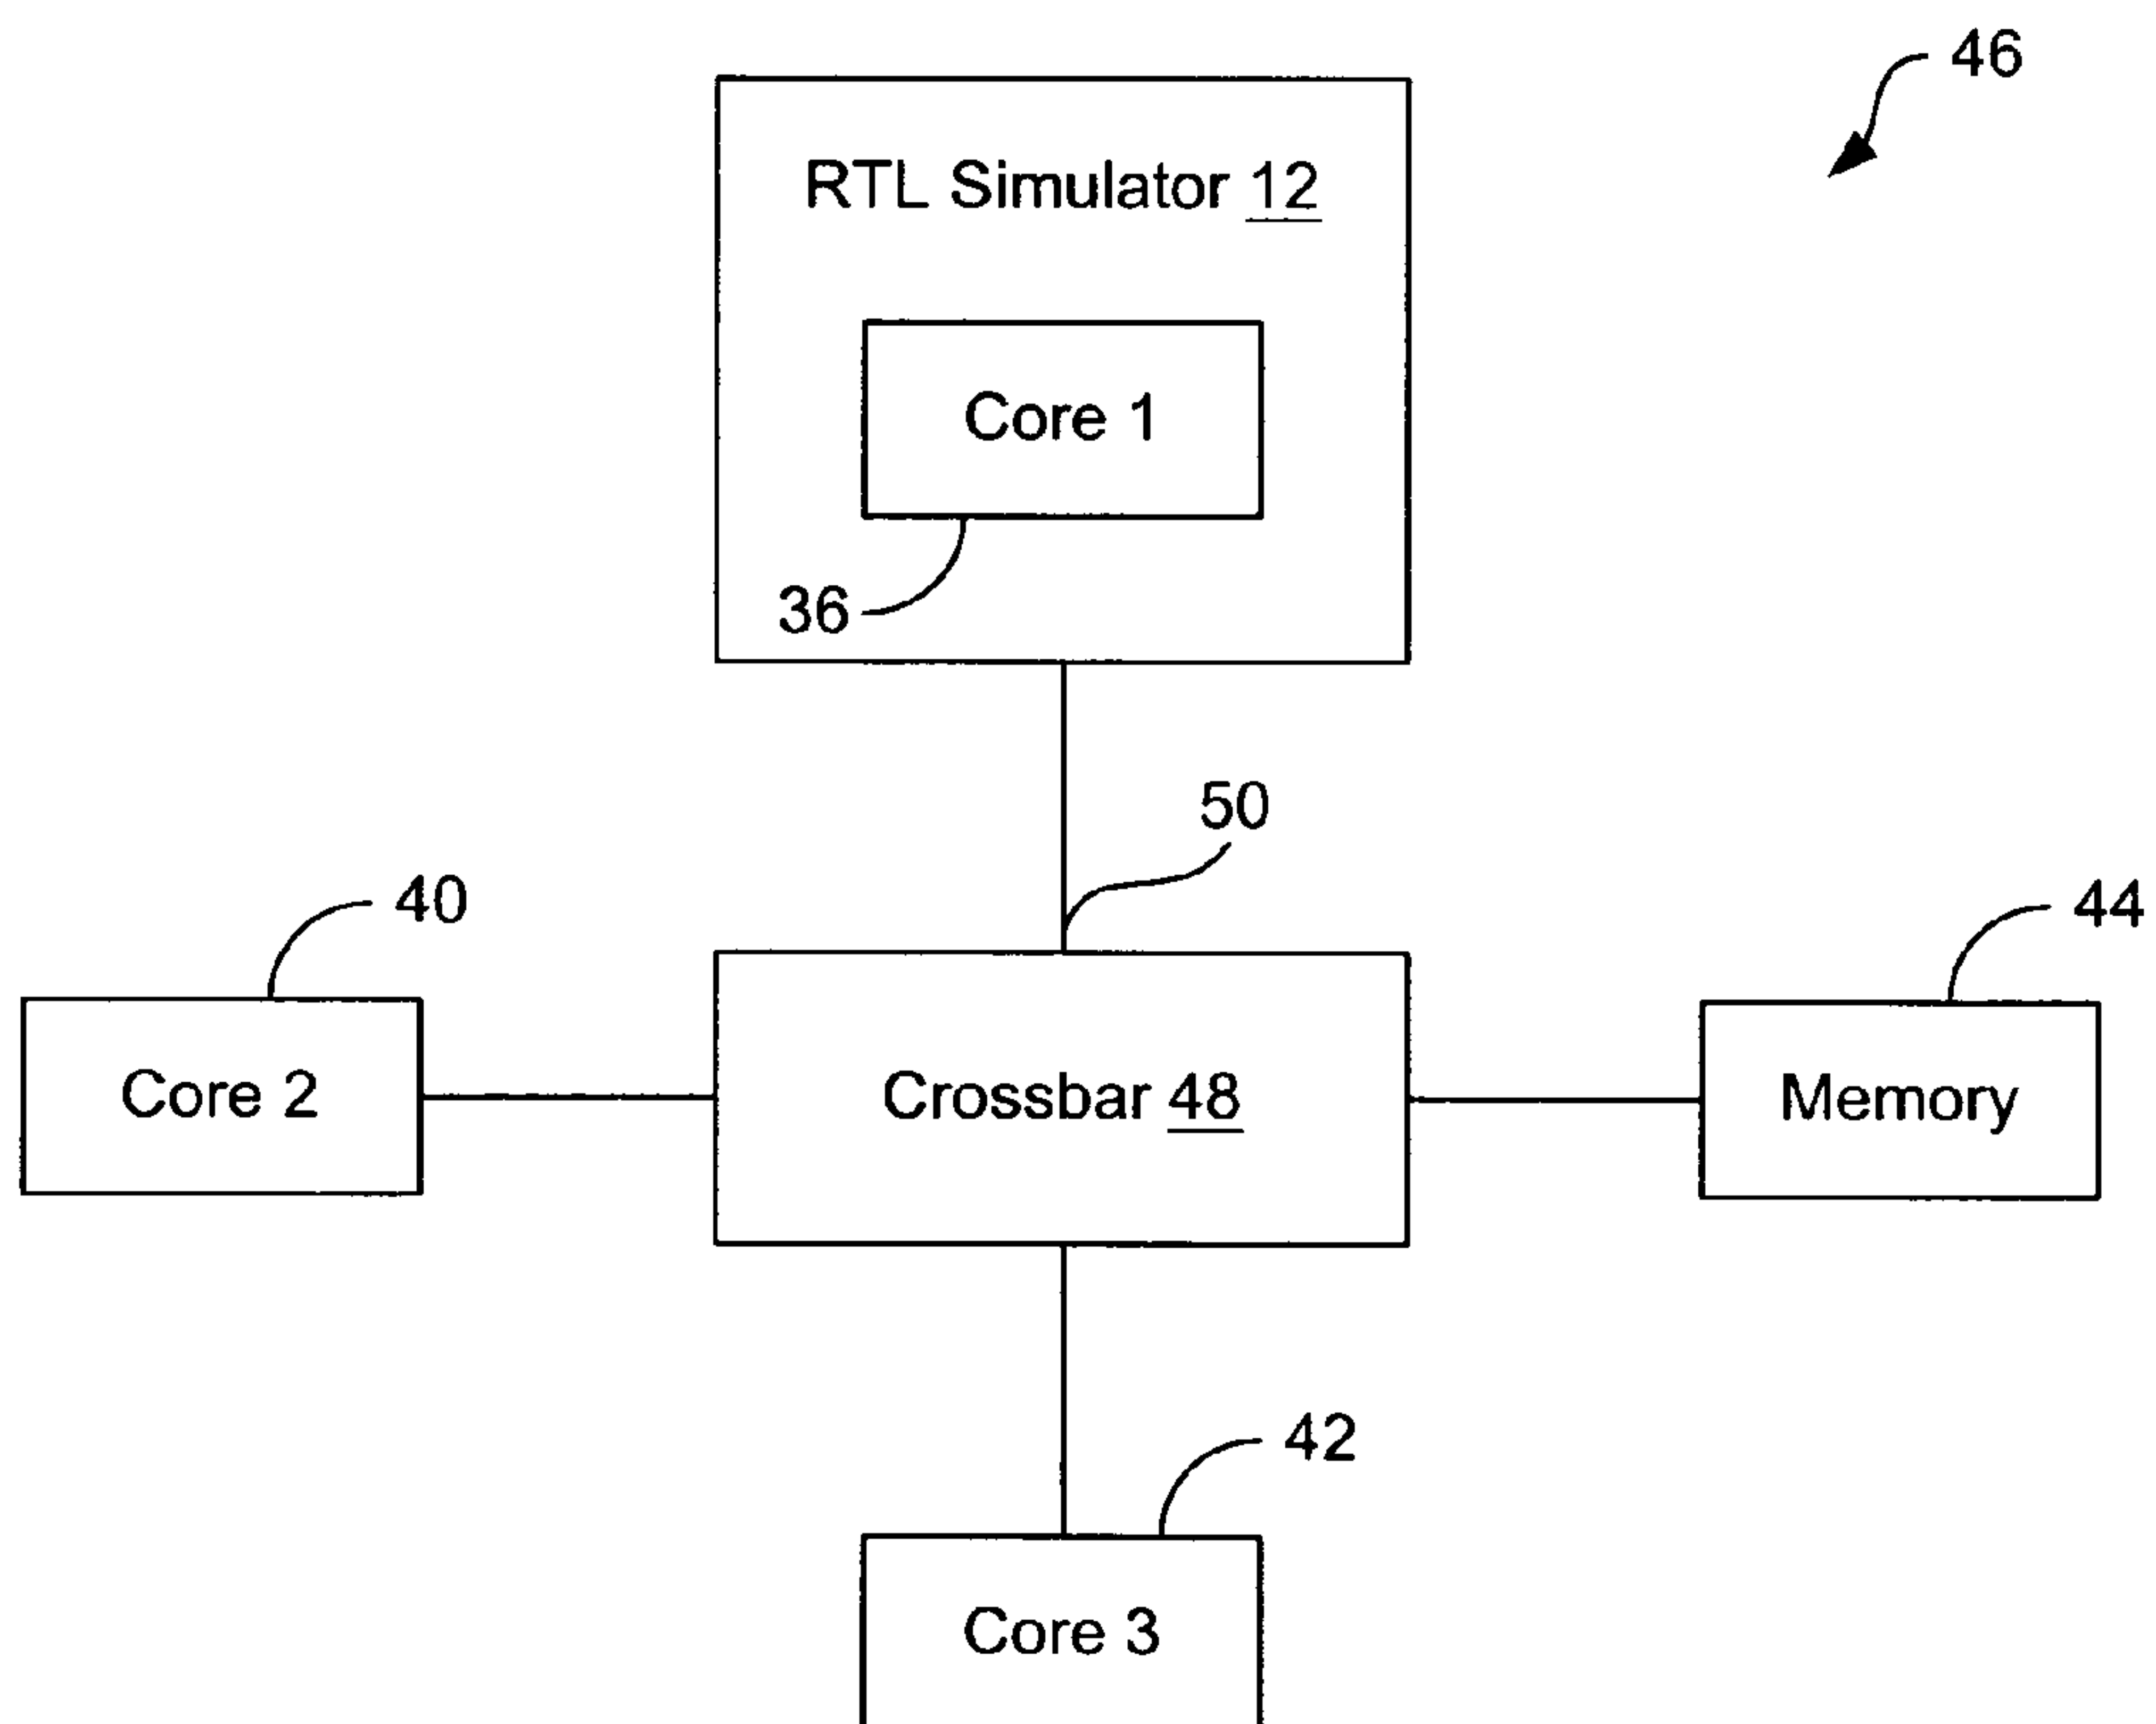 46
RTL Simulator 12
Core 1
36
50
40
44
Core 2
Crossbar 48
Memory
42
Core 3